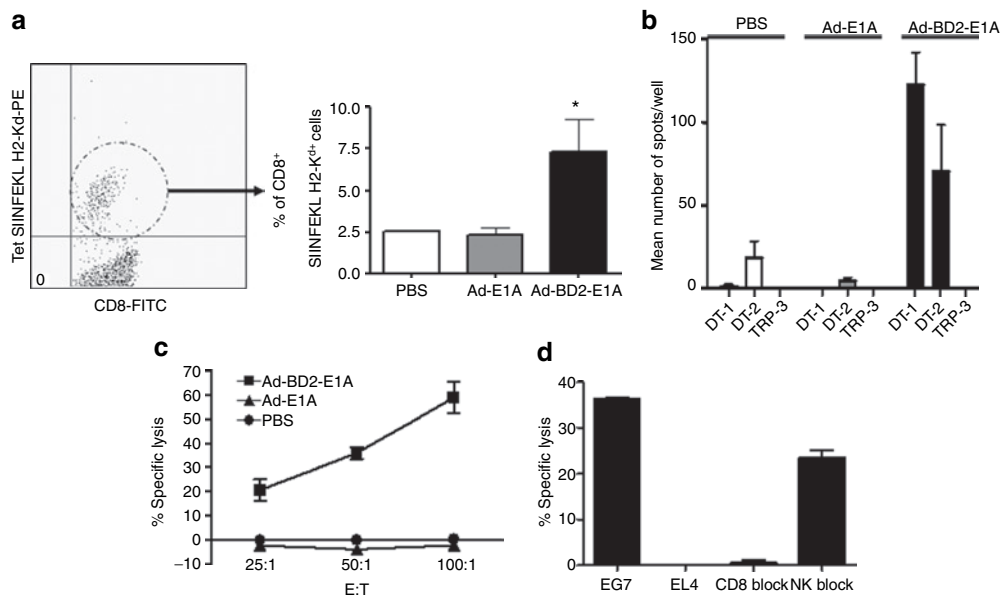 a
Tet SIINFEKL H2-Kd-PE
0
CD8-FITC
% of CD8⁺
SIINFEKL H2-Kᵈ⁺ cells
10.0
7.5
5.0
2.5
0.0
*
PBS
Ad-E1A
Ad-BD2-E1A
b
PBS
Ad-E1A
Ad-BD2-E1A
Mean number of spots/well
150
100
50
0
DT-1
DT-2
TRP-3
DT-1
DT-2
TRP-3
DT-1
DT-2
TRP-3
c
% Specific lysis
70
60
50
40
30
20
10
0
−10
Ad-BD2-E1A
Ad-E1A
PBS
25:1
50:1
100:1
E:T
d
% Specific lysis
40
30
20
10
0
EG7
EL4
CD8 block
NK block